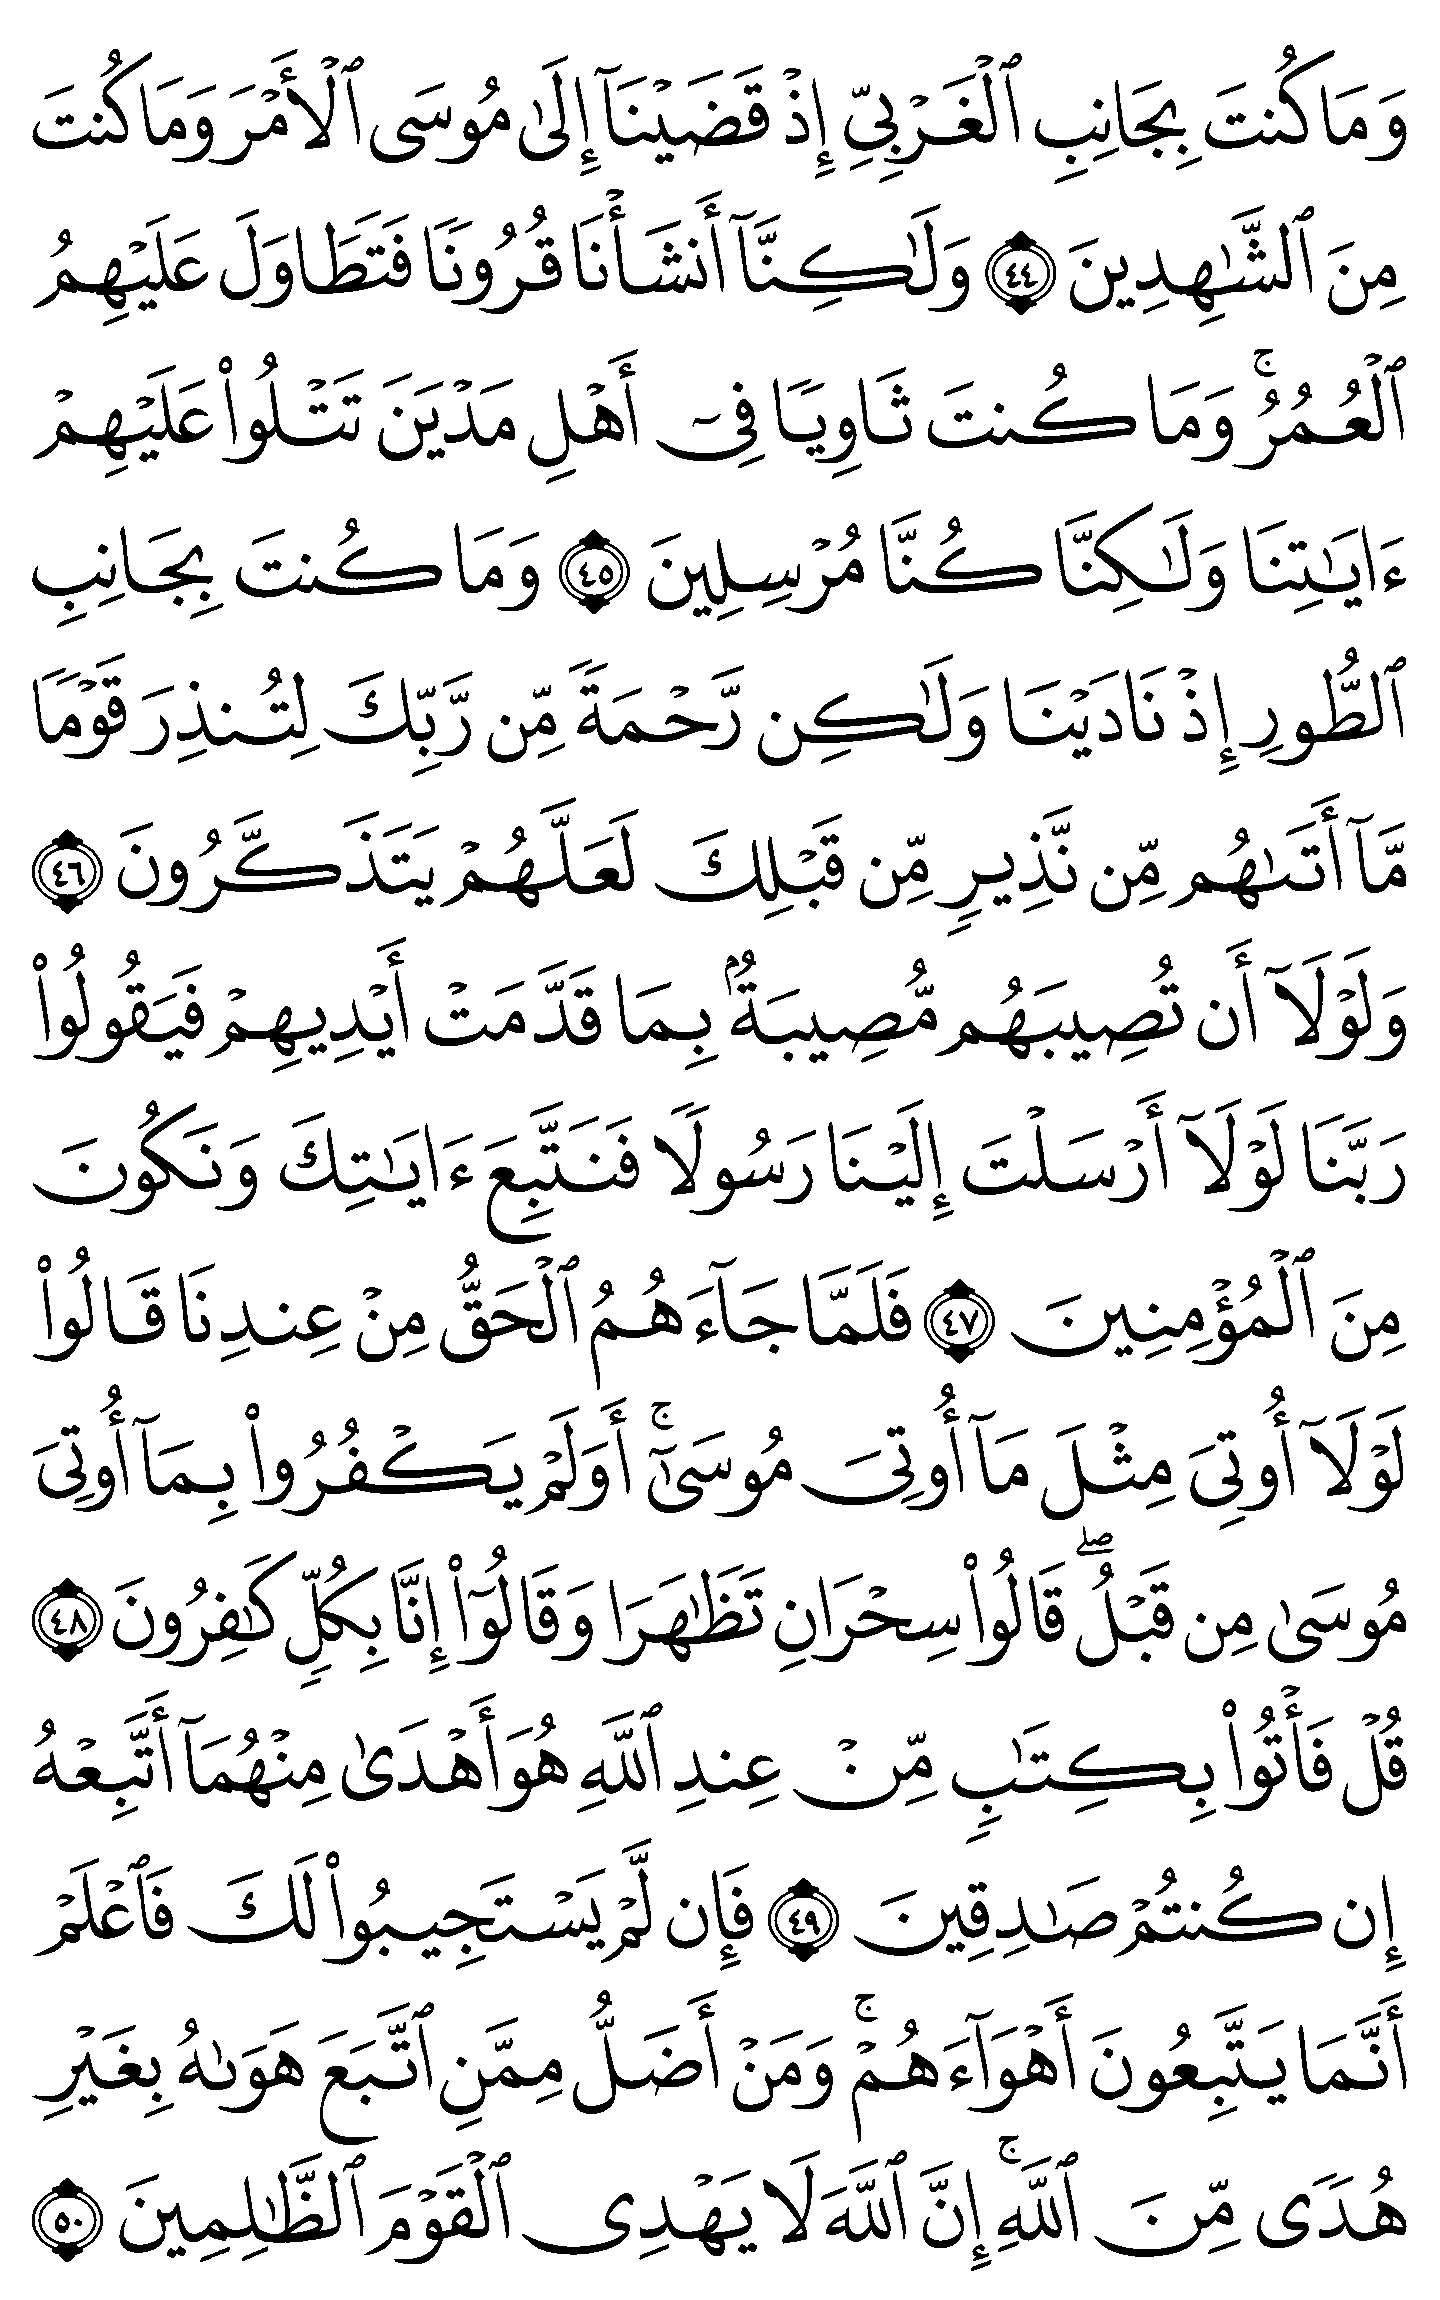 وَمَا كُنتَ بِجَانِبِ ٱلْغَرْبِىِّ إِذْ قَضَيْنَآ إِلَىٰ مُوسَى ٱلْأَمْرَ وَمَا كُنتَ
مِنَ ٱلشَّٰهِدِينَ ٤٤ وَلَٰكِنَّآ أَنشَأْنَا قُرُونًا فَتَطَاوَلَ عَلَيْهِمُ
ٱلْعُمُرُ ۚ وَمَا كُنتَ ثَاوِيًا فِىٓ أَهْلِ مَدْيَنَ تَتْلُوا۟ عَلَيْهِمْ
ءَايَٰتِنَا وَلَٰكِنَّا كُنَّا مُرْسِلِينَ ٤٥ وَمَا كُنتَ بِجَانِبِ
ٱلطُّورِ إِذْ نَادَيْنَا وَلَٰكِن رَّحْمَةً مِّن رَّبِّكَ لِتُنذِرَ قَوْمًا
مَّآ أَتَىٰهُم مِّن نَّذِيرٍ مِّن قَبْلِكَ لَعَلَّهُمْ يَتَذَكَّرُونَ ٤٦
وَلَوْلَآ أَن تُصِيبَهُم مُّصِيبَةٌۢ بِمَا قَدَّمَتْ أَيْدِيهِمْ فَيَقُولُوا۟
رَبَّنَا لَوْلَآ أَرْسَلْتَ إِلَيْنَا رَسُولًا فَنَتَّبِعَ ءَايَٰتِكَ وَنَكُونَ
مِنَ ٱلْمُؤْمِنِينَ ٤٧ فَلَمَّا جَآءَهُمُ ٱلْحَقُّ مِنْ عِندِنَا قَالُوا۟
لَوْلَآ أُوتِىَ مِثْلَ مَآ أُوتِىَ مُوسَىٰٓ ۚ أَوَلَمْ يَكْفُرُوا۟ بِمَآ أُوتِىَ
مُوسَىٰ مِن قَبْلُ ۖ قَالُوا۟ سِحْرَانِ تَظَٰهَرَا وَقَالُوٓا۟ إِنَّا بِكُلٍّ كَٰفِرُونَ ٤٨
قُلْ فَأْتُوا۟ بِكِتَٰبٍ مِّنْ عِندِ ٱللَّهِ هُوَ أَهْدَىٰ مِنْهُمَآ أَتَّبِعْهُ
إِن كُنتُمْ صَٰدِقِينَ ٤٩ فَإِن لَّمْ يَسْتَجِيبُوا۟ لَكَ فَٱعْلَمْ
أَنَّمَا يَتَّبِعُونَ أَهْوَآءَهُمْ ۚ وَمَنْ أَضَلُّ مِمَّنِ ٱتَّبَعَ هَوَىٰهُ بِغَيْرِ
هُدًى مِّنَ ٱللَّهِ ۚ إِنَّ ٱللَّهَ لَا يَهْدِى ٱلْقَوْمَ ٱلظَّٰلِمِينَ ٥٠